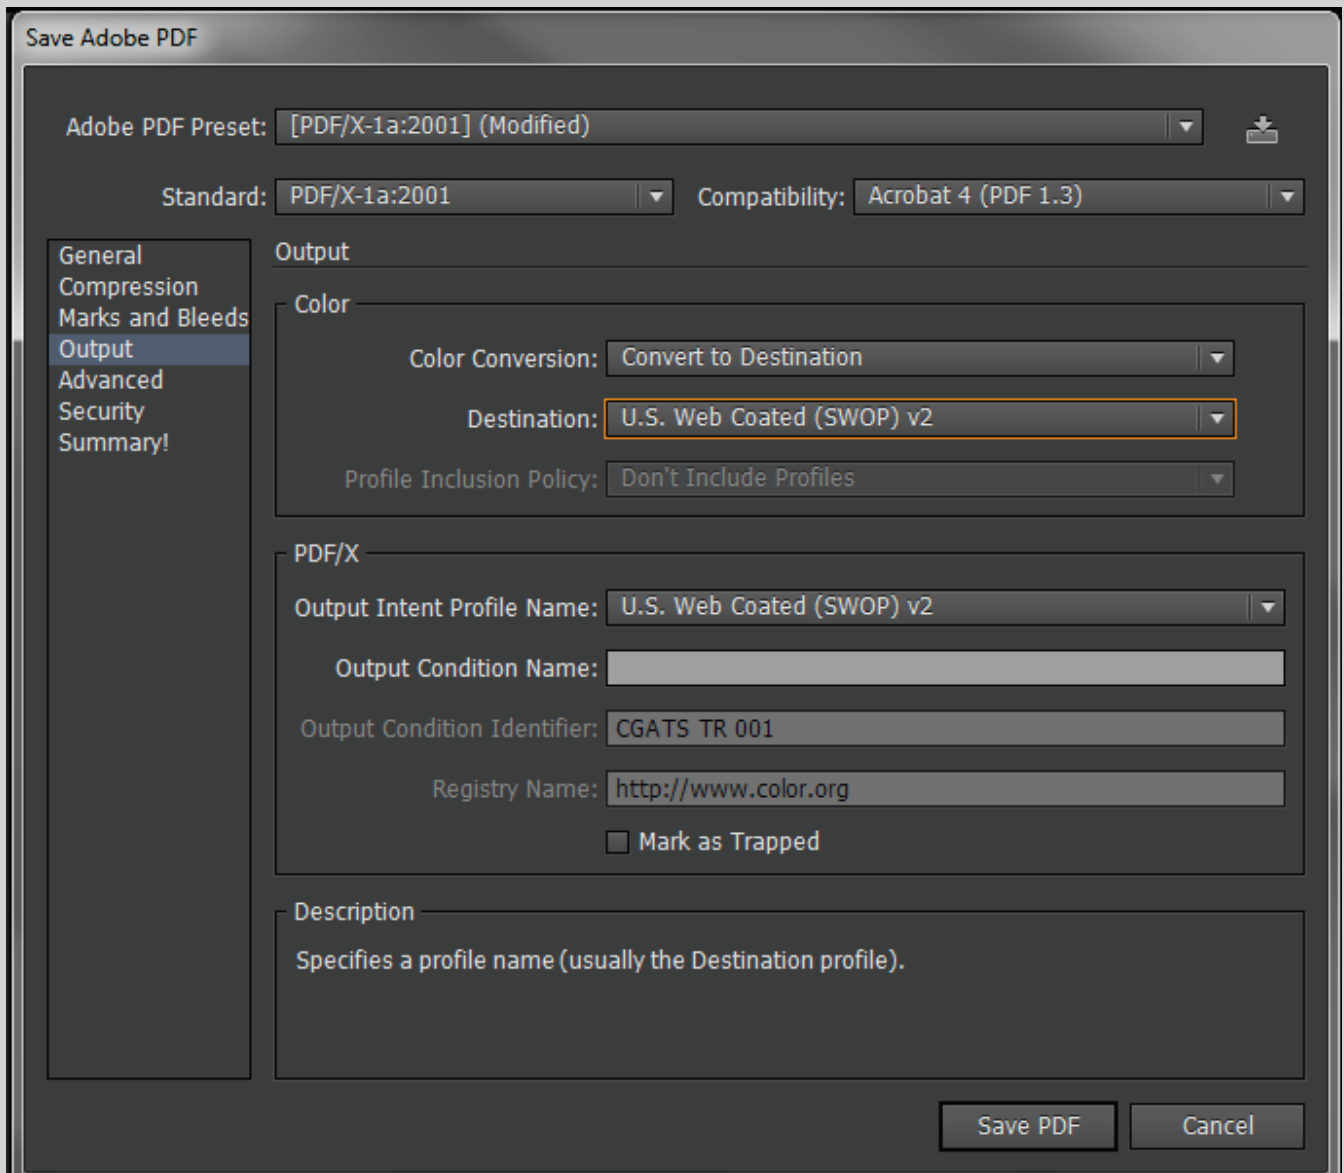 Save Adobe PDF
Adobe PDF Preset: [PDF/X-1a:2001] (Modified)
Standard: PDF/X-1a:2001 Compatibility: Acrobat 4 (PDF 1.3)
General
Compression
Marks and Bleeds
Output
Advanced
Security
Summary!
Output
Color
Color Conversion: Convert to Destination
Destination: U.S. Web Coated (SWOP) v2
Profile Inclusion Policy: Don't Include Profiles
PDF/X
Output Intent Profile Name: U.S. Web Coated (SWOP) v2
Output Condition Name:
Output Condition Identifier: CGATS TR 001
Registry Name: http://www.color.org
Mark as Trapped
Description
Specifies a profile name (usually the Destination profile).
Save PDF Cancel